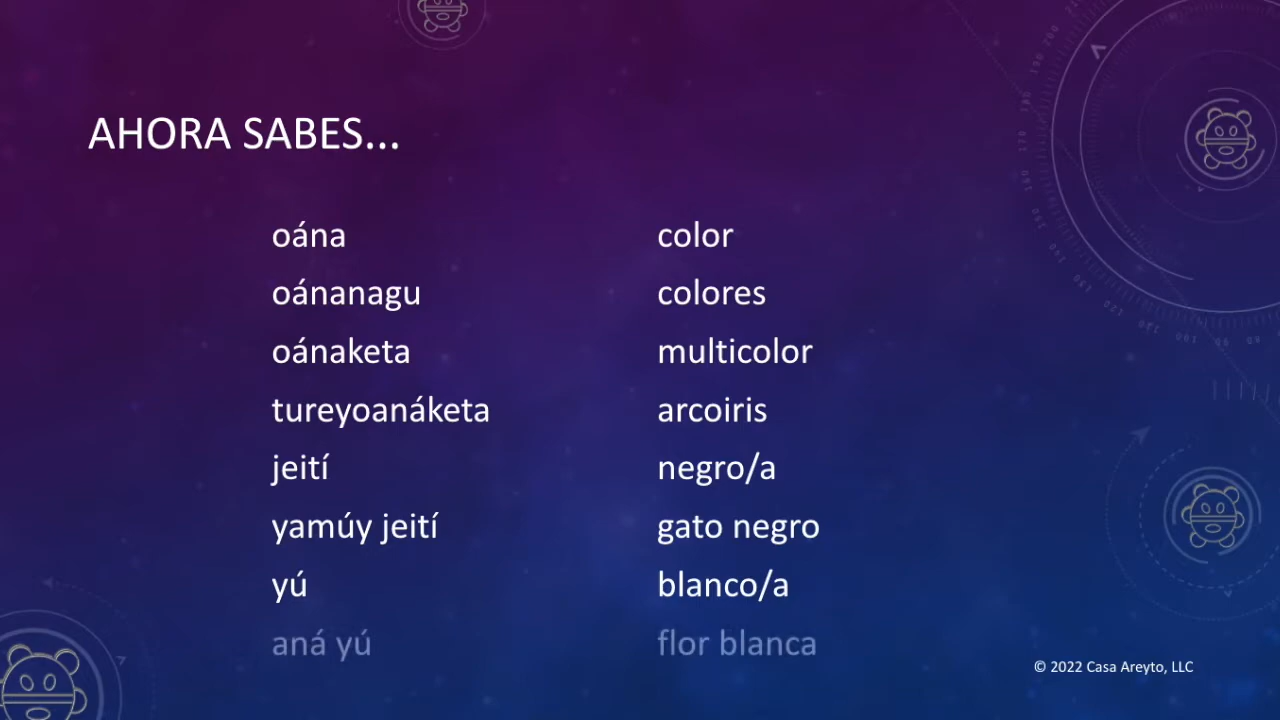 AHORA SABES...
oána color
oánanagu colores
oánaketa multicolor
tureyoanáketa arcoiris
jeití negro/a
yamúy jeití gato negro
yú blanco/a
aná yú flor blanca
© 2022 Casa Areyto, LLC